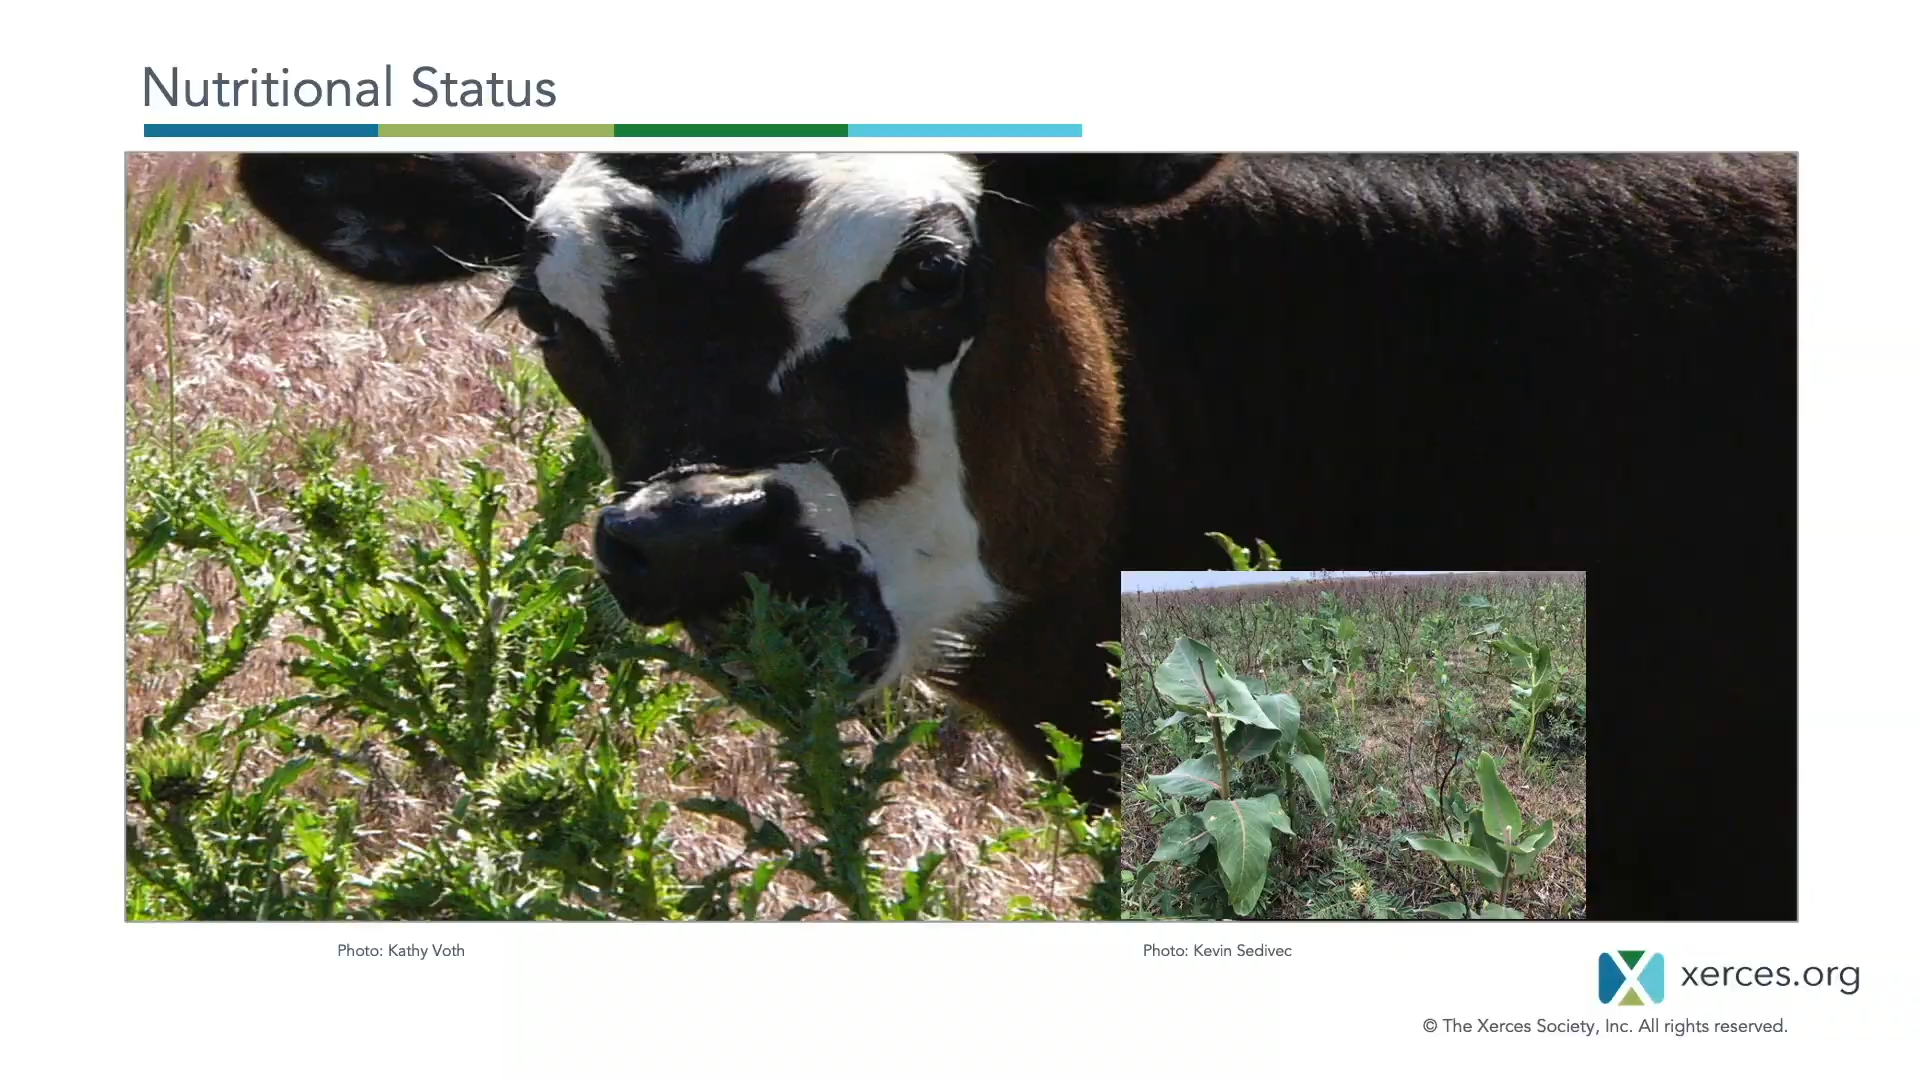 Nutritional Status
Photo: Kathy Voth
Photo: Kevin Sedivec
xerces.org
© The Xerces Society, Inc. All rights reserved.